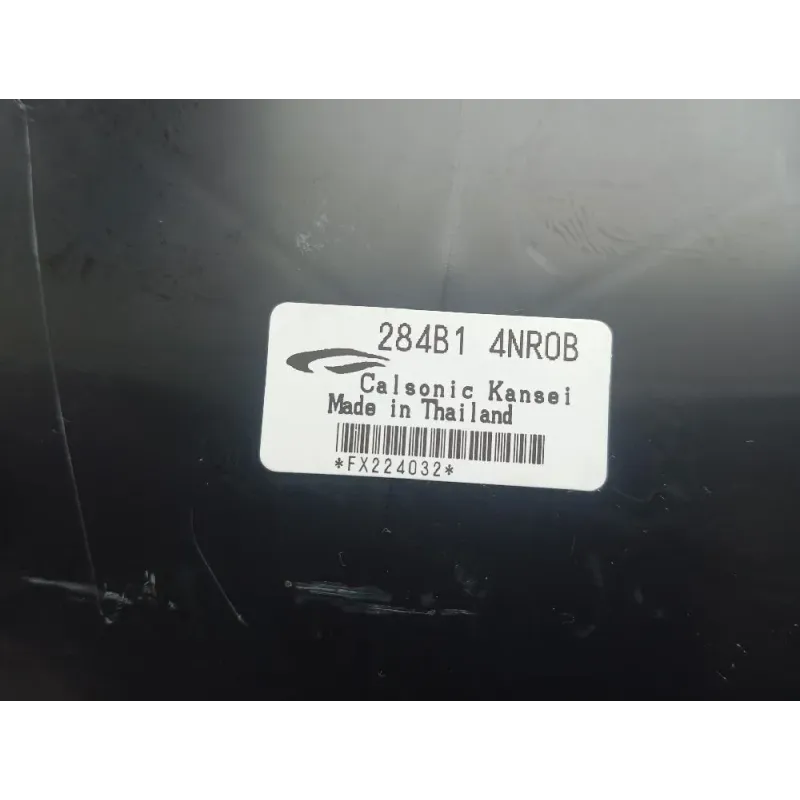 284B1 4NR0B
Calsonic Kansei
Made in Thailand
*FX224032*